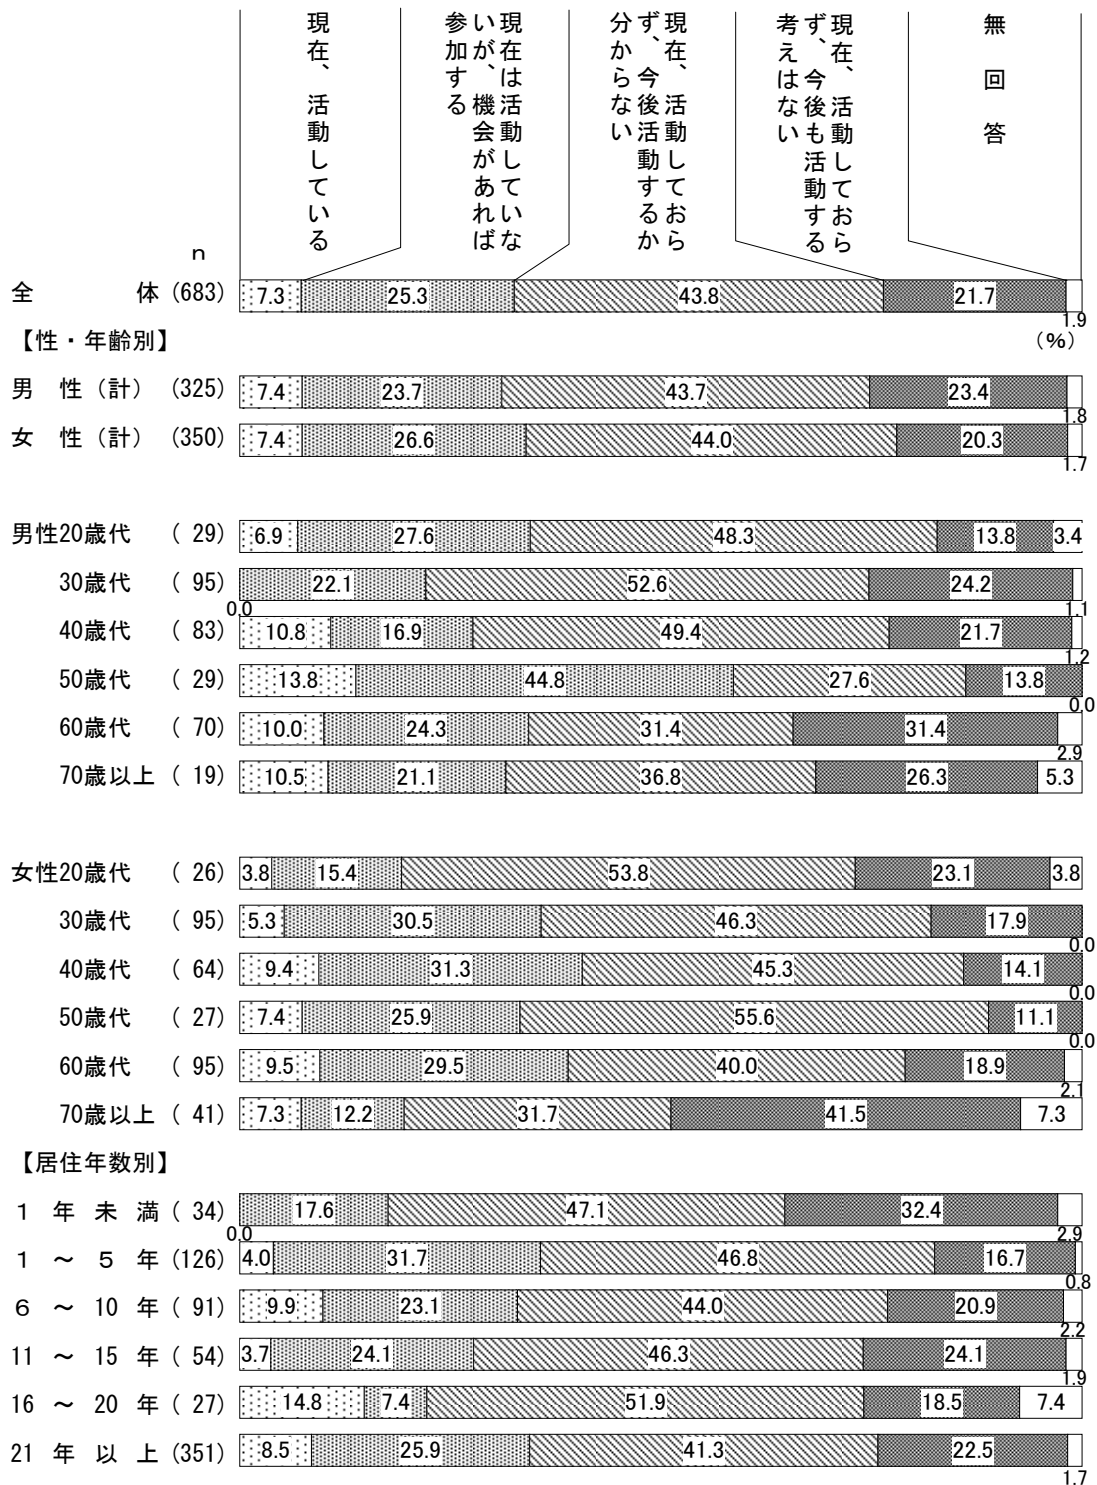 現在、活動している
現在は活動していな
いが、機会があれば
参加する
現在、活動しておら
ず、今後活動するか
分からない
現在、活動しておら
ず、今後も活動する
考えはない
無回答
n
全体 (683) 7.3 25.3 43.8 21.7 1.9
【性・年齢別】 (%)
男性(計) (325) 7.4 23.7 43.7 23.4 1.8
女性(計) (350) 7.4 26.6 44.0 20.3 1.7
男性20歳代 ( 29) 6.9 27.6 48.3 13.8 3.4
30歳代 ( 95) 0.0 22.1 52.6 24.2 1.1
40歳代 ( 83) 10.8 16.9 49.4 21.7 1.2
50歳代 ( 29) 13.8 44.8 27.6 13.8 0.0
60歳代 ( 70) 10.0 24.3 31.4 31.4 2.9
70歳以上 ( 19) 10.5 21.1 36.8 26.3 5.3
女性20歳代 ( 26) 3.8 15.4 53.8 23.1 3.8
30歳代 ( 95) 5.3 30.5 46.3 17.9 0.0
40歳代 ( 64) 9.4 31.3 45.3 14.1 0.0
50歳代 ( 27) 7.4 25.9 55.6 11.1 0.0
60歳代 ( 95) 9.5 29.5 40.0 18.9 2.1
70歳以上 ( 41) 7.3 12.2 31.7 41.5 7.3
【居住年数別】
1年未満 ( 34) 0.0 17.6 47.1 32.4 2.9
1～5年 (126) 4.0 31.7 46.8 16.7 0.8
6～10年 ( 91) 9.9 23.1 44.0 20.9 2.2
11～15年 ( 54) 3.7 24.1 46.3 24.1 1.9
16～20年 ( 27) 14.8 7.4 51.9 18.5 7.4
21年以上 (351) 8.5 25.9 41.3 22.5 1.7